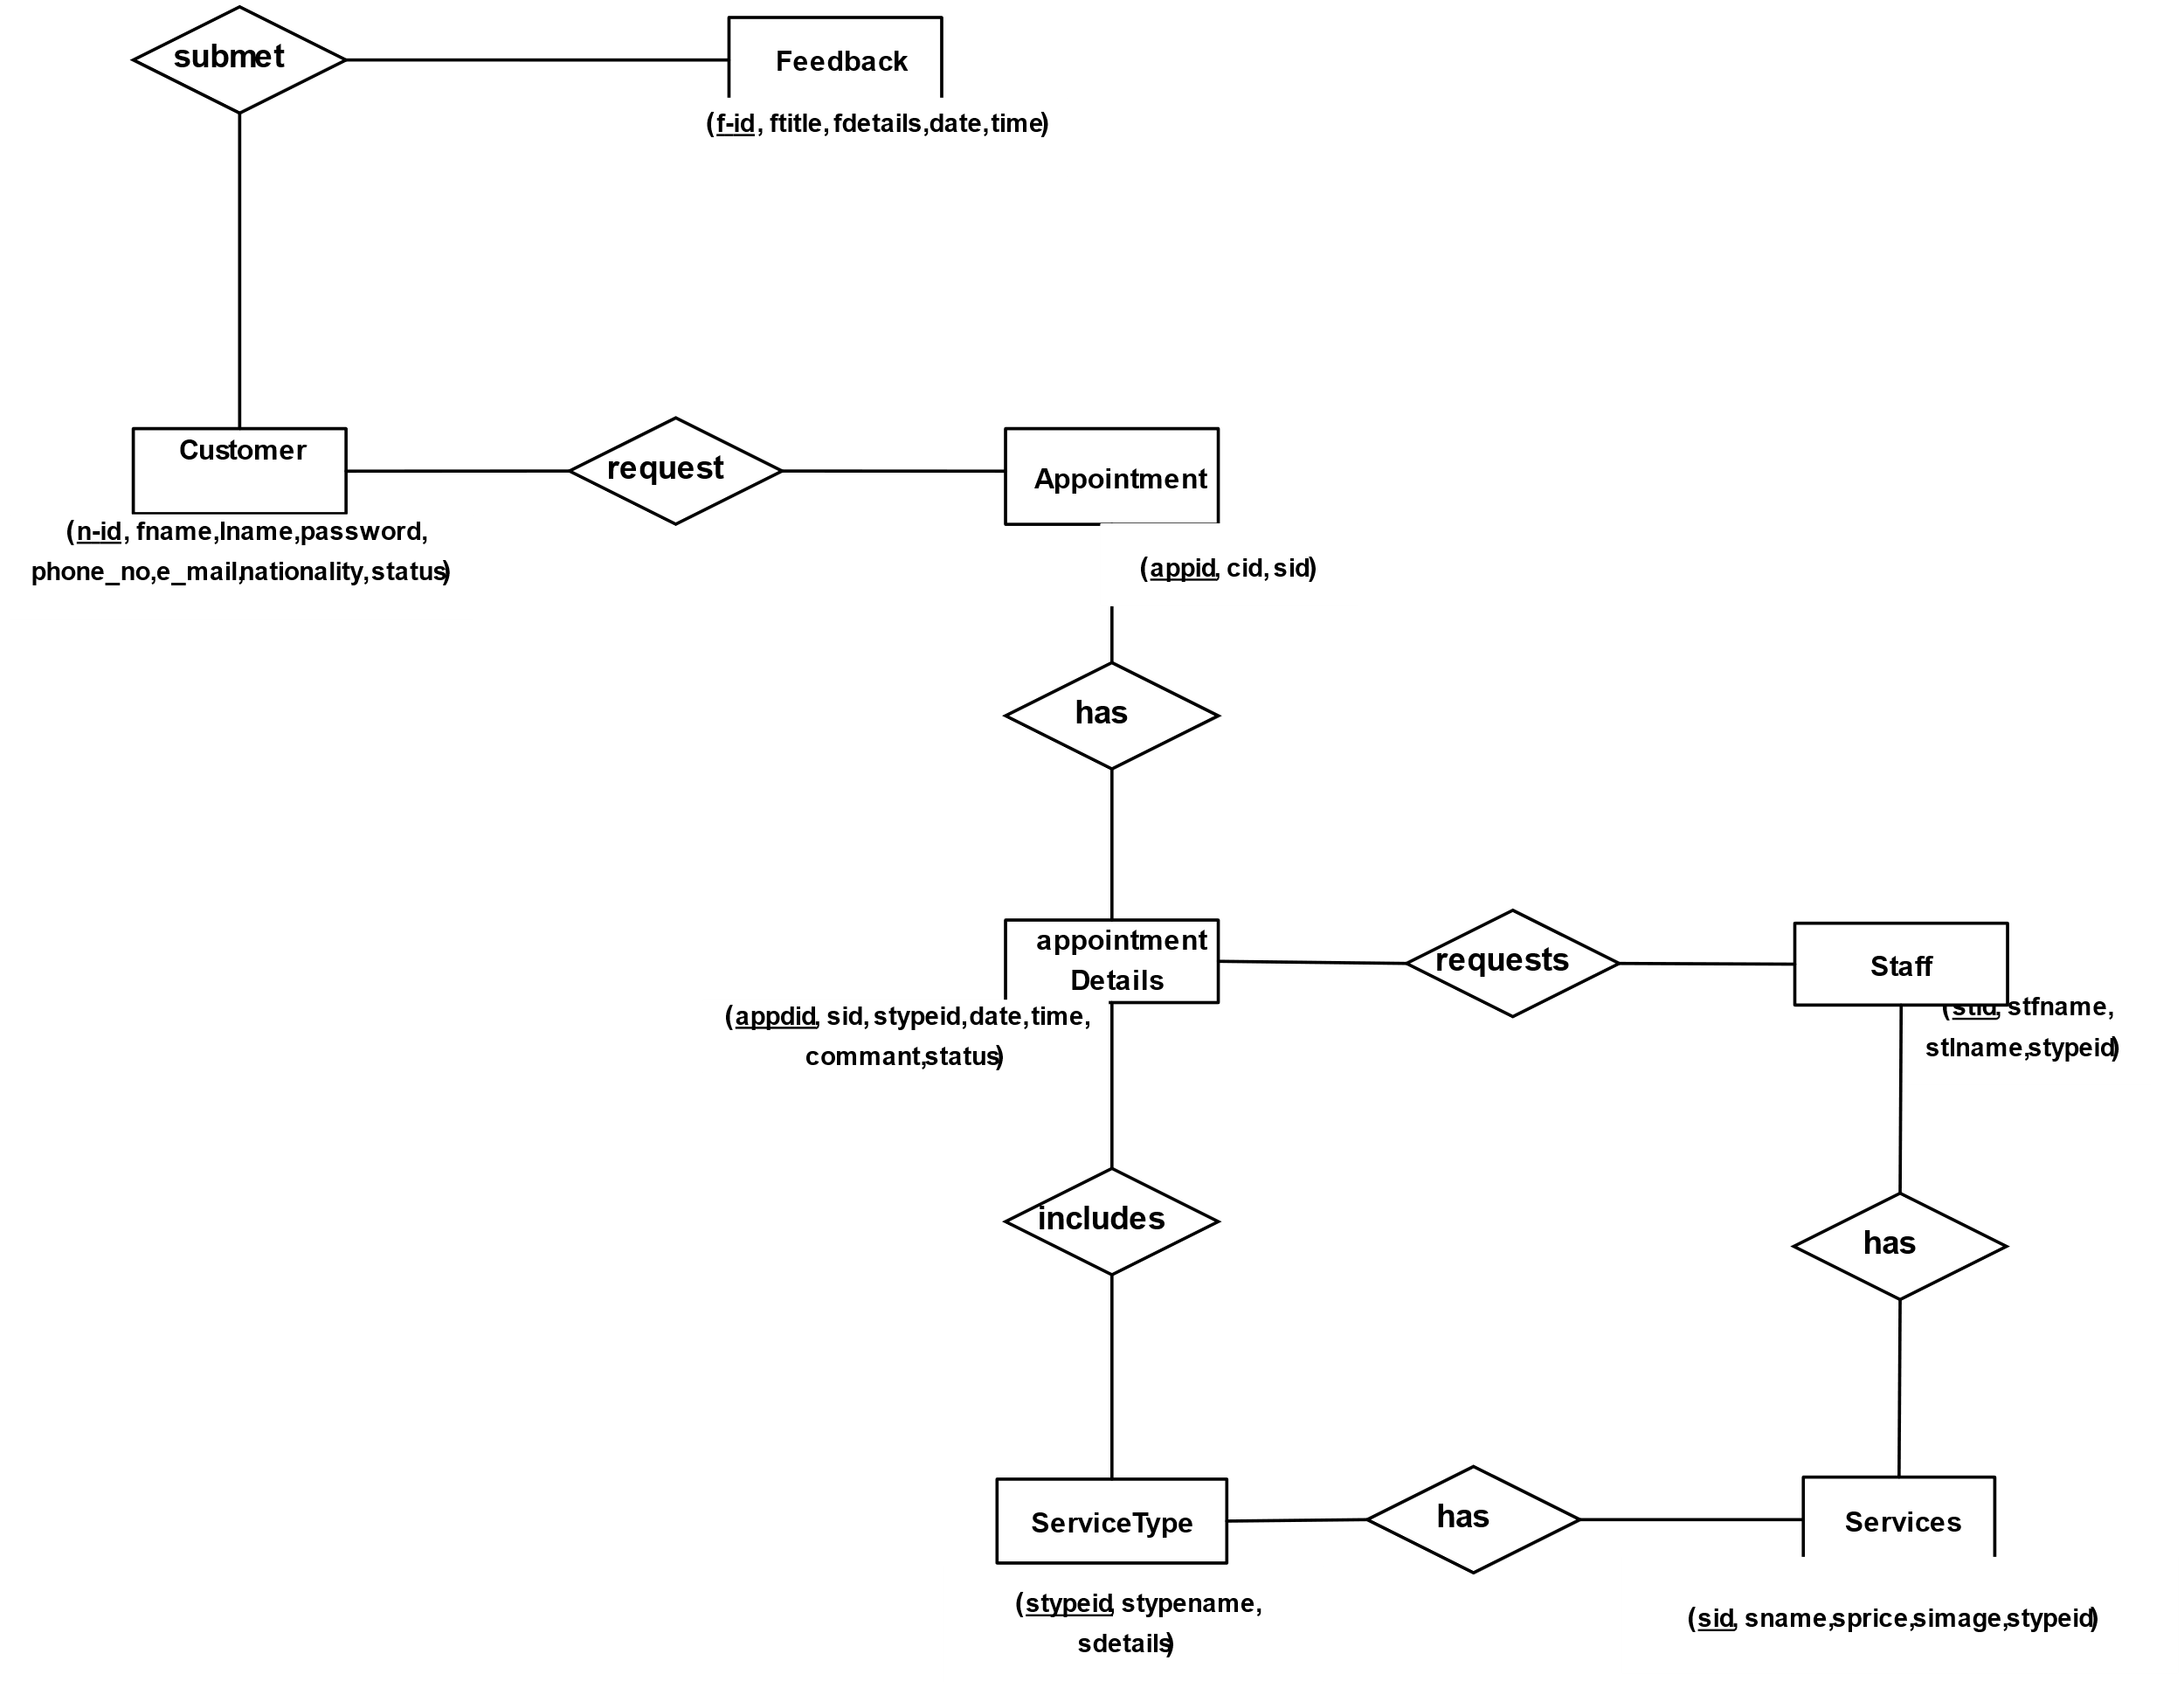 submet
Feedback
(f-id, ftitle, fdetails,date,time)
Customer
request
Appointment
(n-id, fname,lname,password,
phone_no,e_mail,nationality,status)
(appid, cid, sid)
has
appointment
Details
requests
Staff
(appdid, sid, stypeid,date,time,
commant,status)
(stid, stfname,
stlname,stypeid)
includes
has
ServiceType
has
Services
(stypeid, stypename,
sdetails)
(sid, sname,sprice,simage,stypeid)